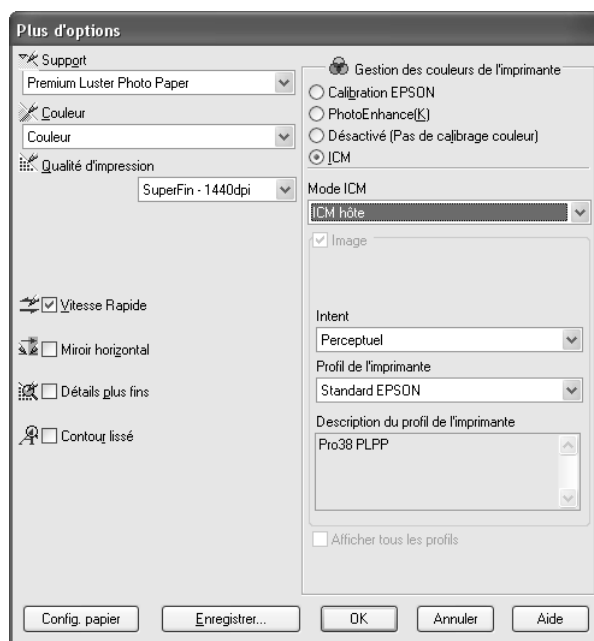 Plus d'options
Support
Premium Luster Photo Paper
Couleur
Couleur
Qualité d'impression
SuperFin - 1440dpi
Vitesse Rapide
Miroir horizontal
Détails plus fins
Contour lissé
Gestion des couleurs de l'imprimante
Calibration EPSON
PhotoEnhance(K)
Désactivé (Pas de calibrage couleur)
ICM
Mode ICM
ICM hôte
Image
Intent
Perceptuel
Profil de l'imprimante
Standard EPSON
Description du profil de l'imprimante
Pro38 PLPP
Afficher tous les profils
Config. papier
Enregistrer...
OK
Annuler
Aide